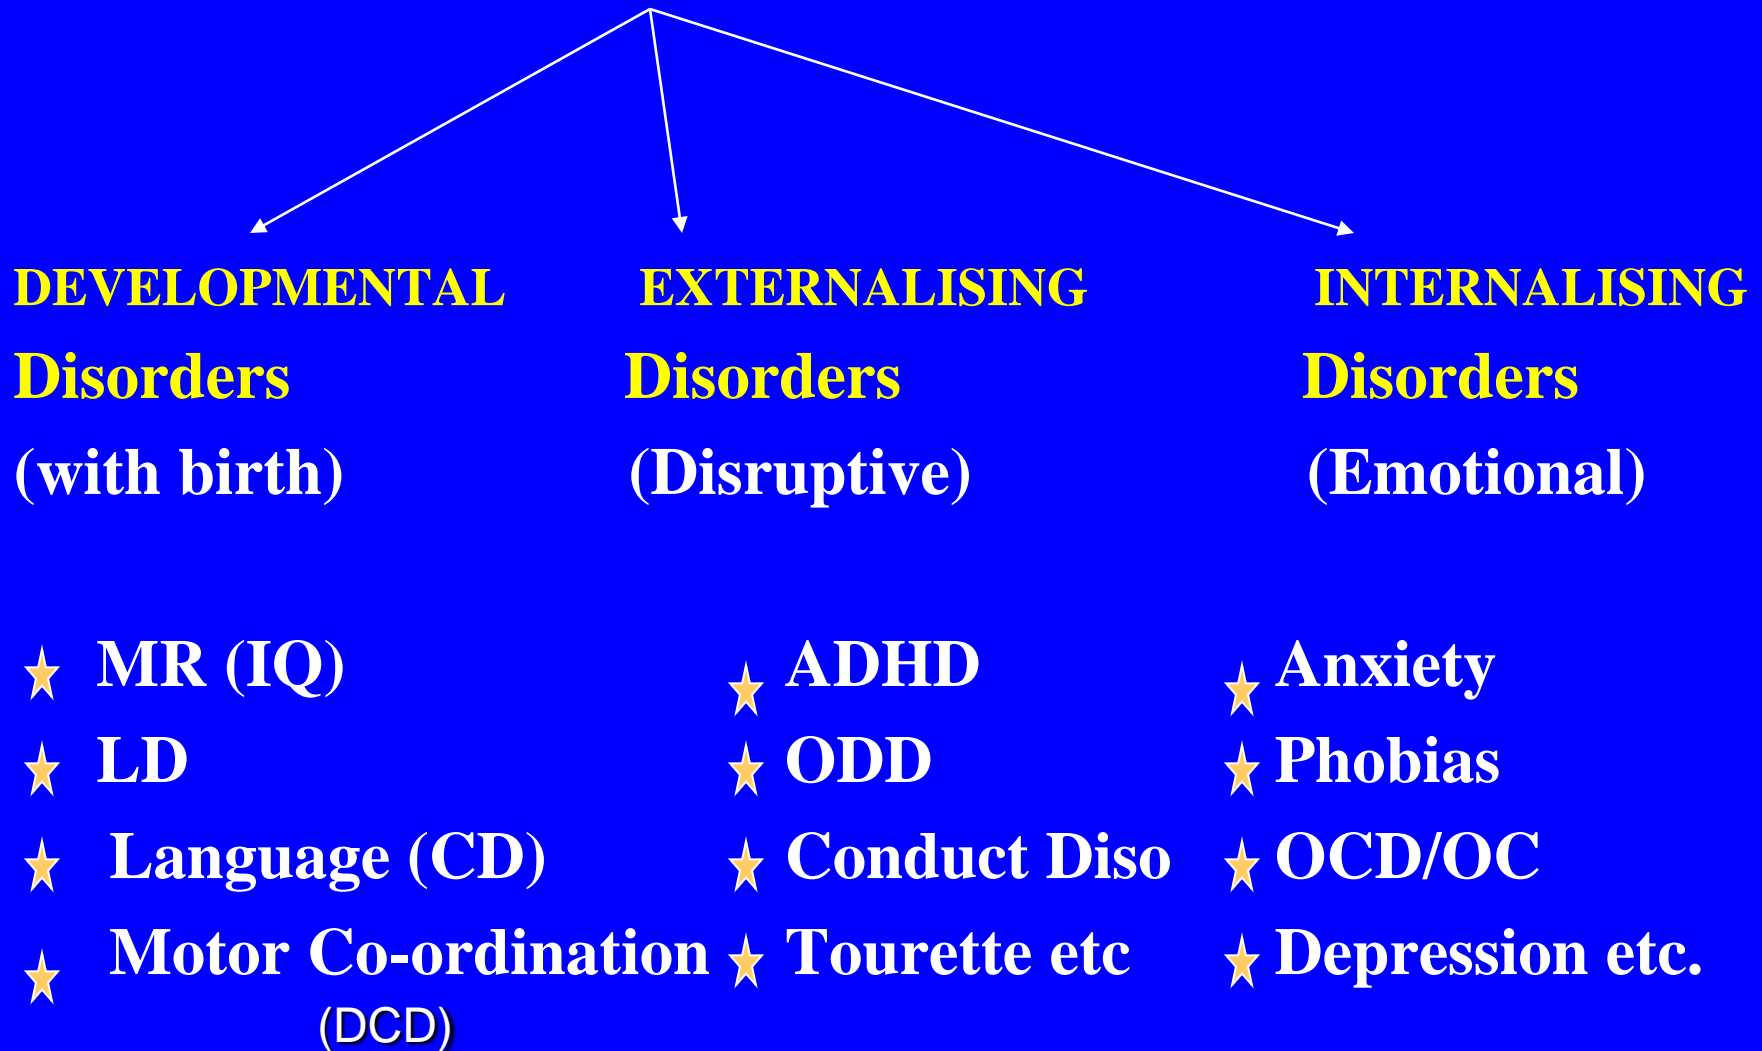 DEVELOPMENTAL EXTERNALISING INTERNALISING
Disorders Disorders Disorders
(with birth) (Disruptive) (Emotional)
MR (IQ) ADHD Anxiety
LD ODD Phobias
Language (CD) Conduct Diso OCD/OC
Motor Co-ordination Tourette etc Depression etc.
(DCD)